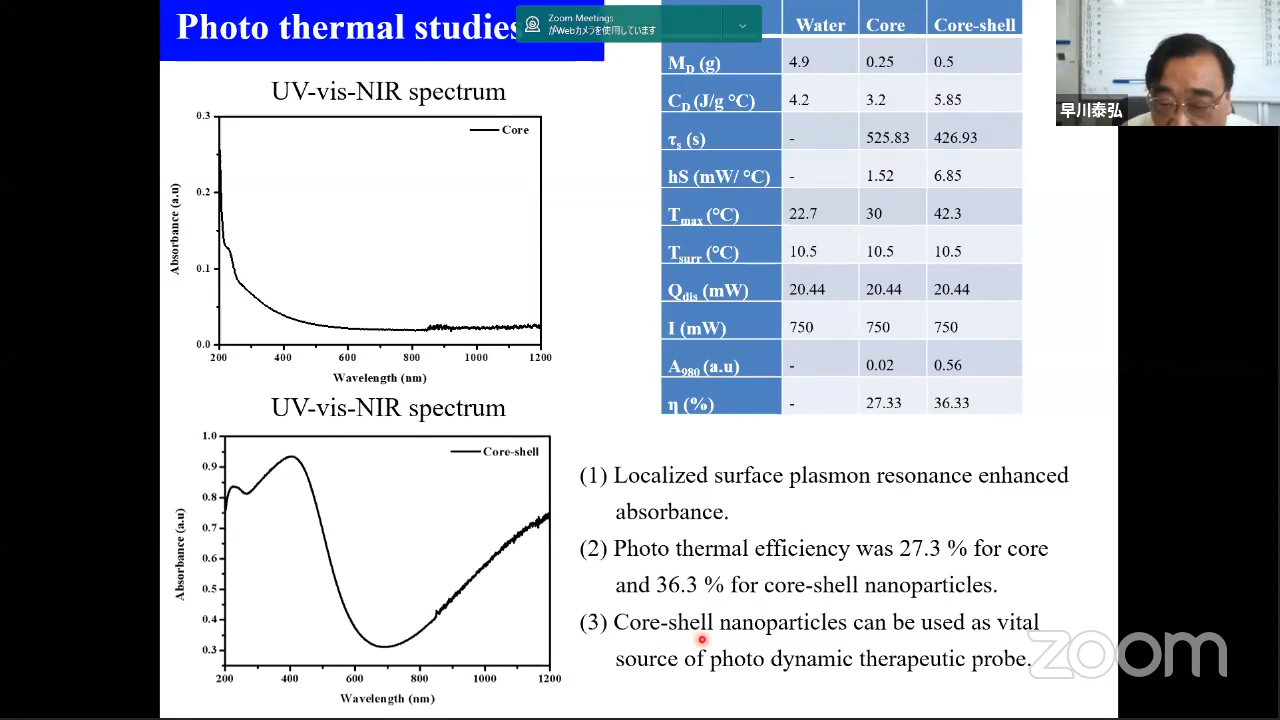 Photo thermal studies
Zoom Meetings
がWebカメラを使用しています
UV-vis-NIR spectrum
Core
0.3
0.2
0.1
0.0
200 400 600 800 1000 1200
Absorbance (a.u)
Wavelength (nm)
UV-vis-NIR spectrum
Core-shell
1.0
0.9
0.8
0.7
0.6
0.5
0.4
0.3
200 400 600 800 1000 1200
Absorbance (a.u)
Wavelength (nm)
Water Core Core-shell
M_D (g) 4.9 0.25 0.5
C_D (J/g °C) 4.2 3.2 5.85
τ_s (s) - 525.83 426.93
hS (mW/ °C) - 1.52 6.85
T_max (°C) 22.7 30 42.3
T_surr (°C) 10.5 10.5 10.5
Q_dis (mW) 20.44 20.44 20.44
I (mW) 750 750 750
A_980 (a.u) - 0.02 0.56
η (%) - 27.33 36.33
(1) Localized surface plasmon resonance enhanced
absorbance.
(2) Photo thermal efficiency was 27.3 % for core
and 36.3 % for core-shell nanoparticles.
(3) Core-shell nanoparticles can be used as vital
source of photo dynamic therapeutic probe.
早川泰弘
zoom